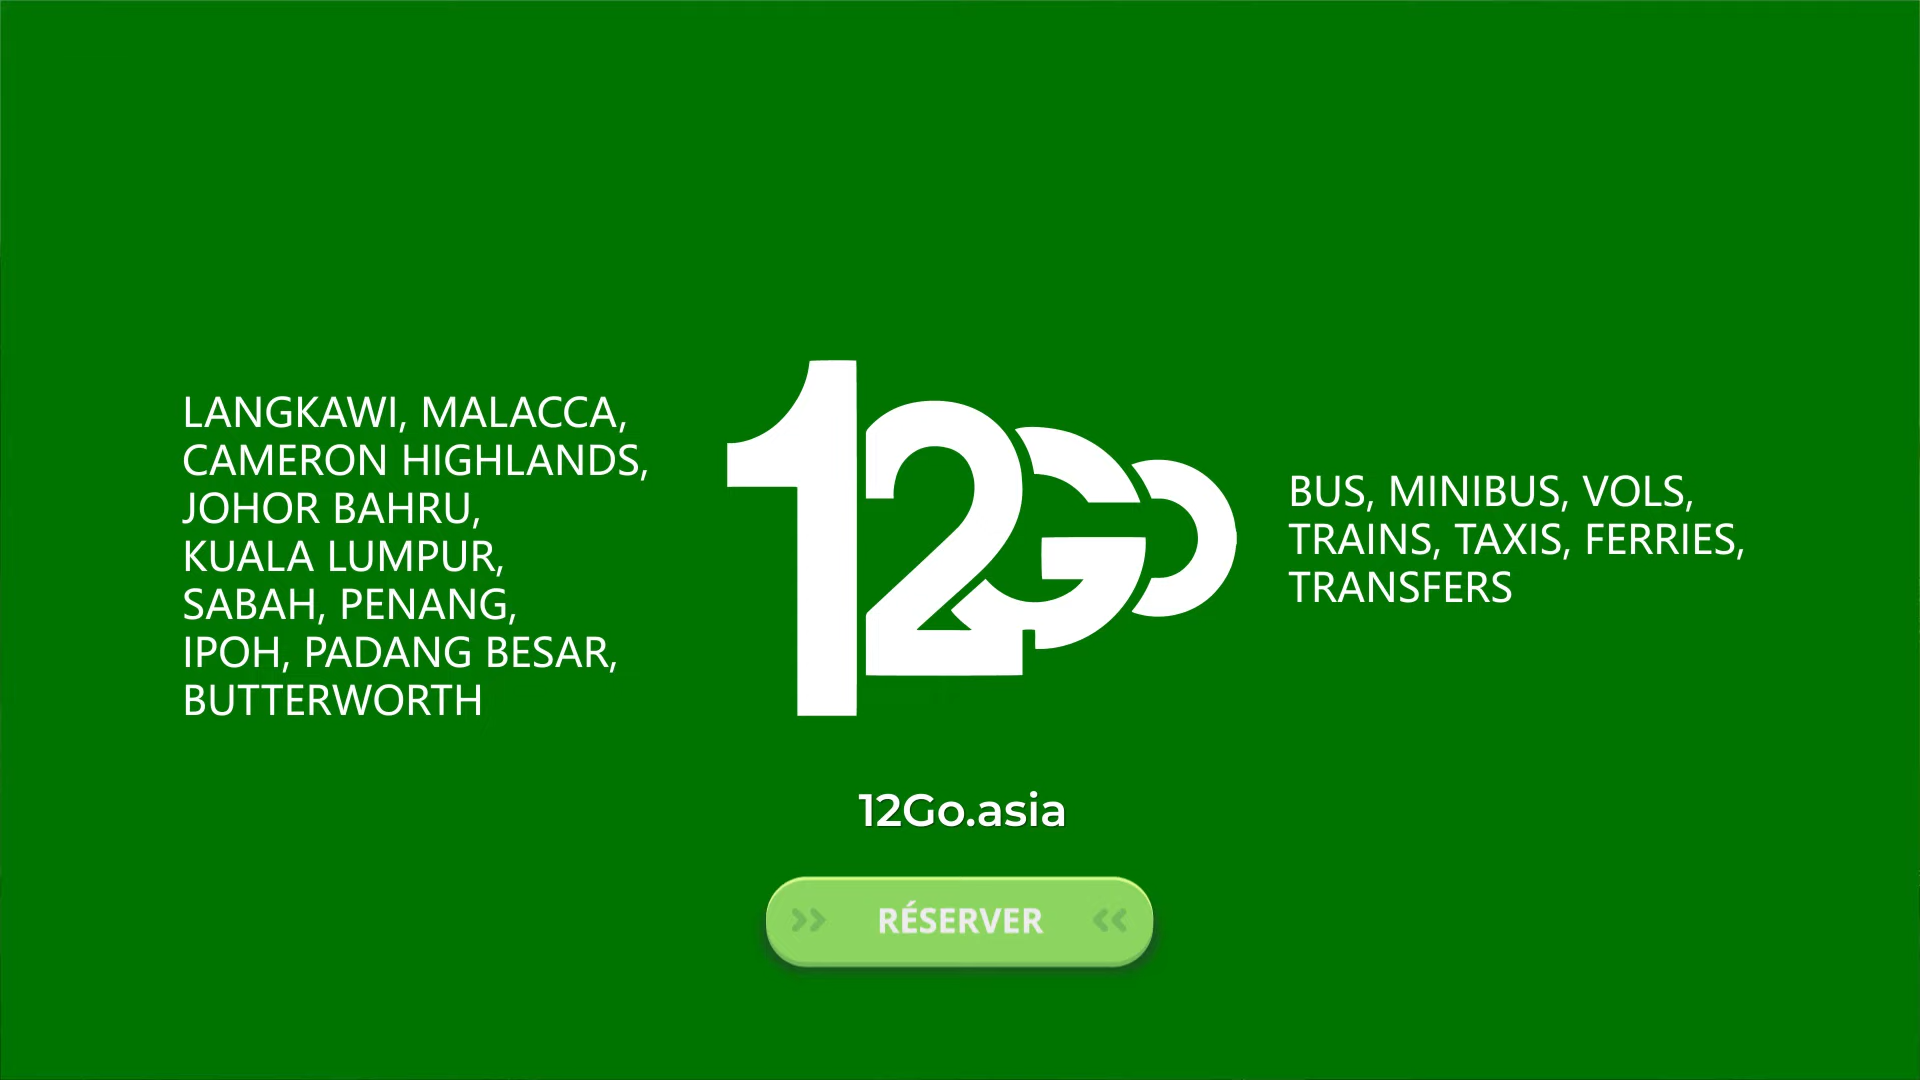 LANGKAWI, MALACCA,
CAMERON HIGHLANDS,
JOHOR BAHRU,
KUALA LUMPUR,
SABAH, PENANG,
IPOH, PADANG BESAR,
BUTTERWORTH
12Go
BUS, MINIBUS, VOLS,
TRAINS, TAXIS, FERRIES,
TRANSFERS
12Go.asia
RÉSERVER